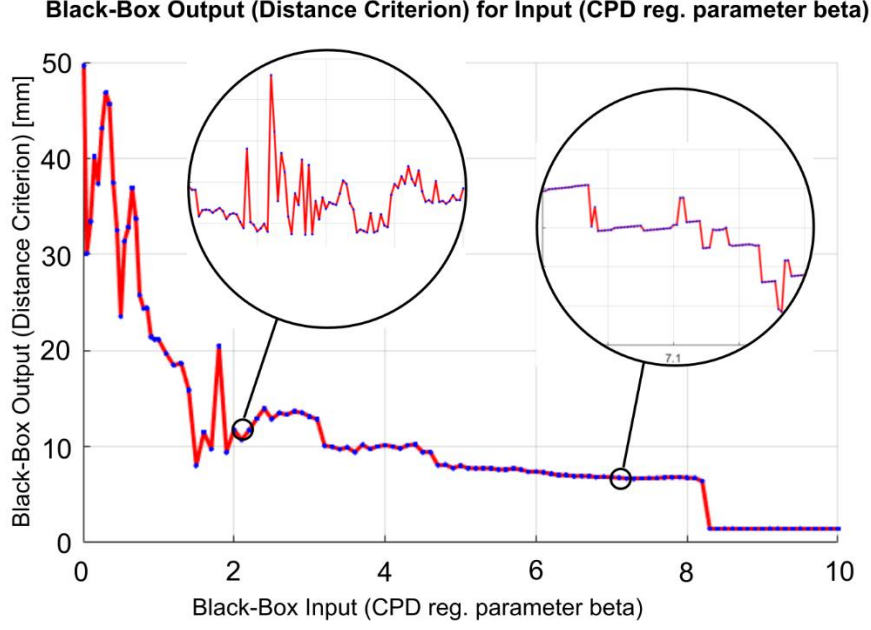 Black-Box Output (Distance Criterion) for Input (CPD reg. parameter beta)
Black-Box Output (Distance Criterion) [mm]
50
40
30
20
10
0
7.1
0 2 4 6 8 10
Black-Box Input (CPD reg. parameter beta)